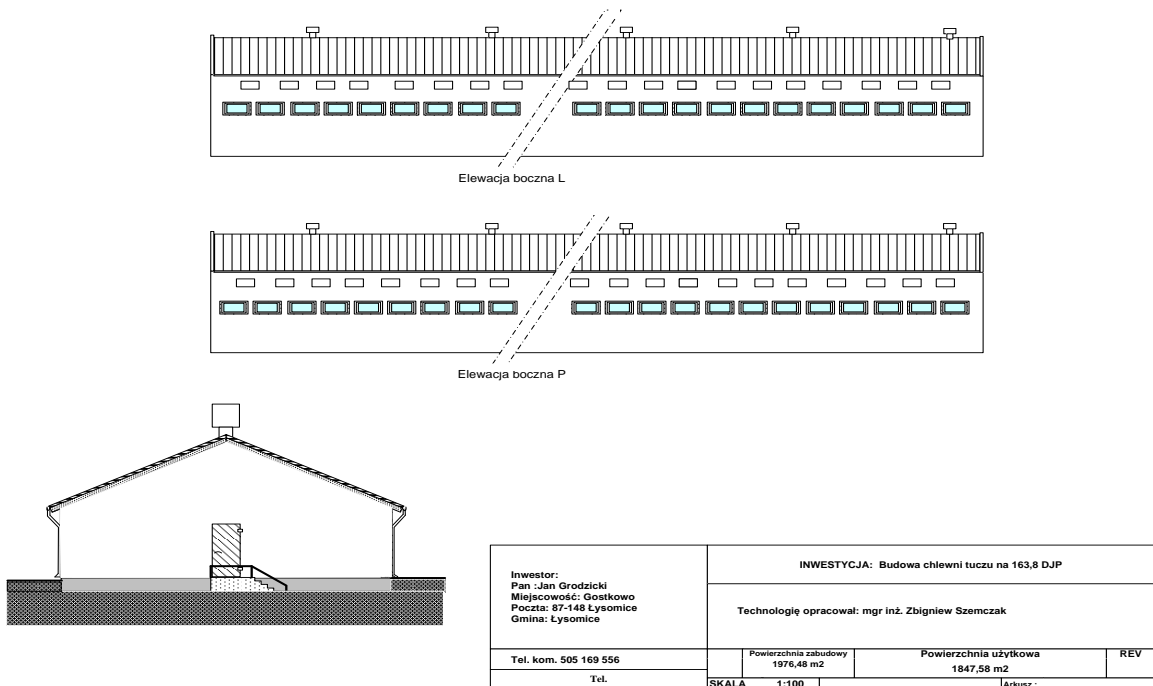 Elewacja boczna L
Elewacja boczna P
Inwestor:
Pan :Jan Grodzicki
Miejscowość: Gostkowo
Poczta: 87-148 Łysomice
Gmina: Łysomice
INWESTYCJA: Budowa chlewni tuczu na 163,8 DJP
Technologię opracował: mgr inż. Zbigniew Szemczak
Tel. kom. 505 169 556
Powierzchnia zabudowy
1976,48 m2
Powierzchnia użytkowa
1847,58 m2
REV
Tel.
SKALA 1:100
Arkusz :